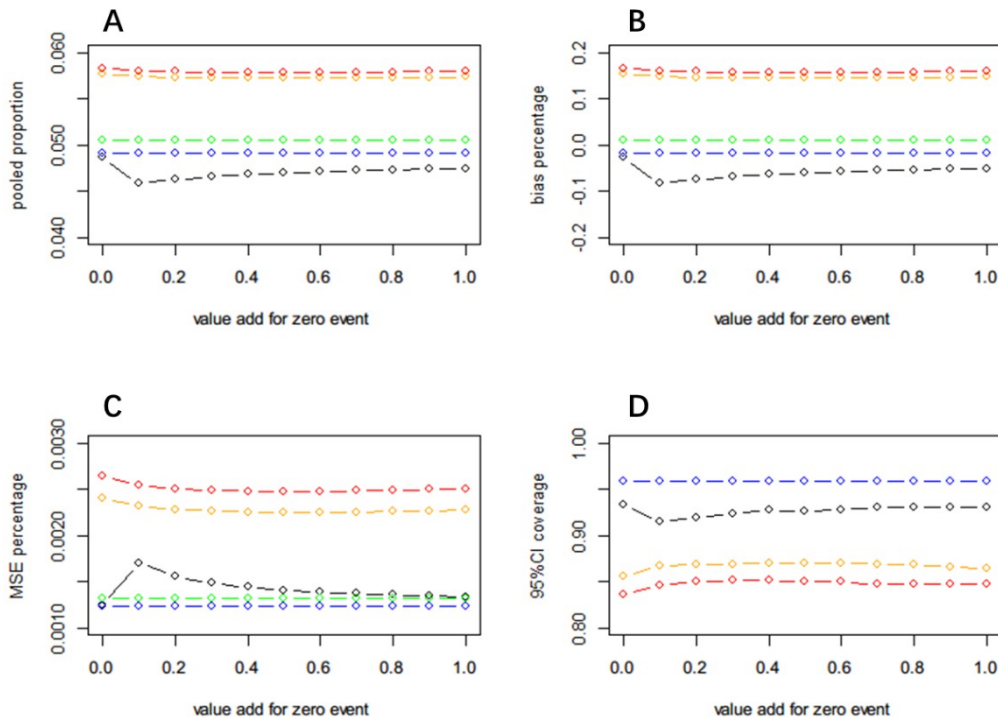 A
pooled proportion
0.060
0.050
0.040
0.0 0.2 0.4 0.6 0.8 1.0
value add for zero event
B
bias percentage
0.2
0.1
0.0
-0.1
-0.2
0.0 0.2 0.4 0.6 0.8 1.0
value add for zero event
C
MSE percentage
0.0030
0.0020
0.0010
0.0 0.2 0.4 0.6 0.8 1.0
value add for zero event
D
95%CI coverage
1.00
0.90
0.80
0.0 0.2 0.4 0.6 0.8 1.0
value add for zero event